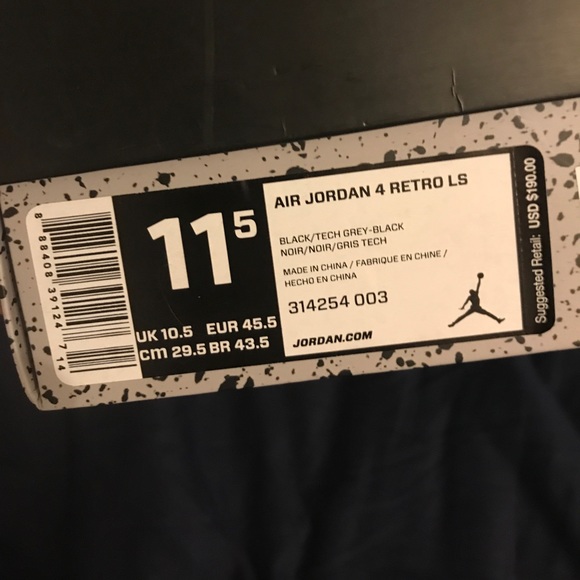 8 88408 39124 7 14
11 5
UK 10.5 EUR 45.5
cm 29.5 BR 43.5
AIR JORDAN 4 RETRO LS
BLACK/TECH GREY-BLACK
NOIR/NOIR/GRIS TECH
MADE IN CHINA / FABRIQUE EN CHINE /
HECHO EN CHINA
314254 003
JORDAN.COM
Suggested Retail: USD $190.00